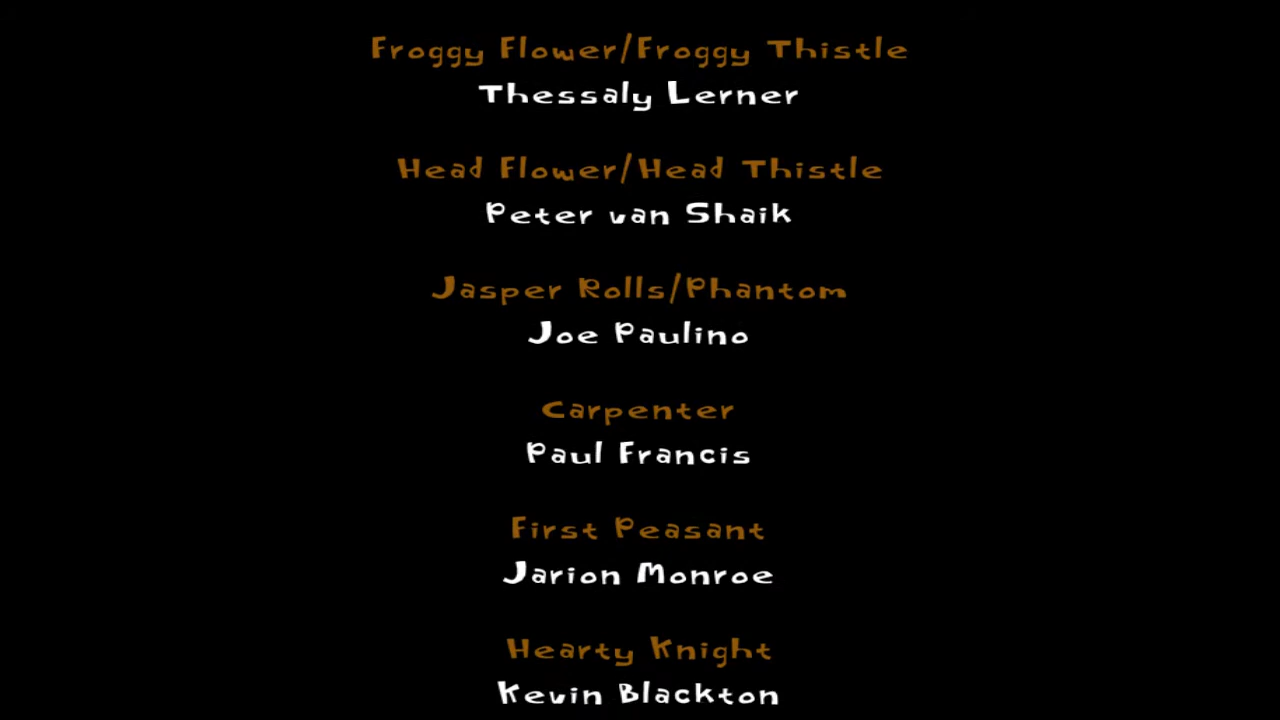 Froggy Flower/Froggy Thistle
Thessaly Lerner
Head Flower/Head Thistle
Peter van Shaik
Jasper Rolls/Phantom
Joe Paulino
Carpenter
Paul Francis
First Peasant
Jarion Monroe
Hearty Knight
Kevin Blackton